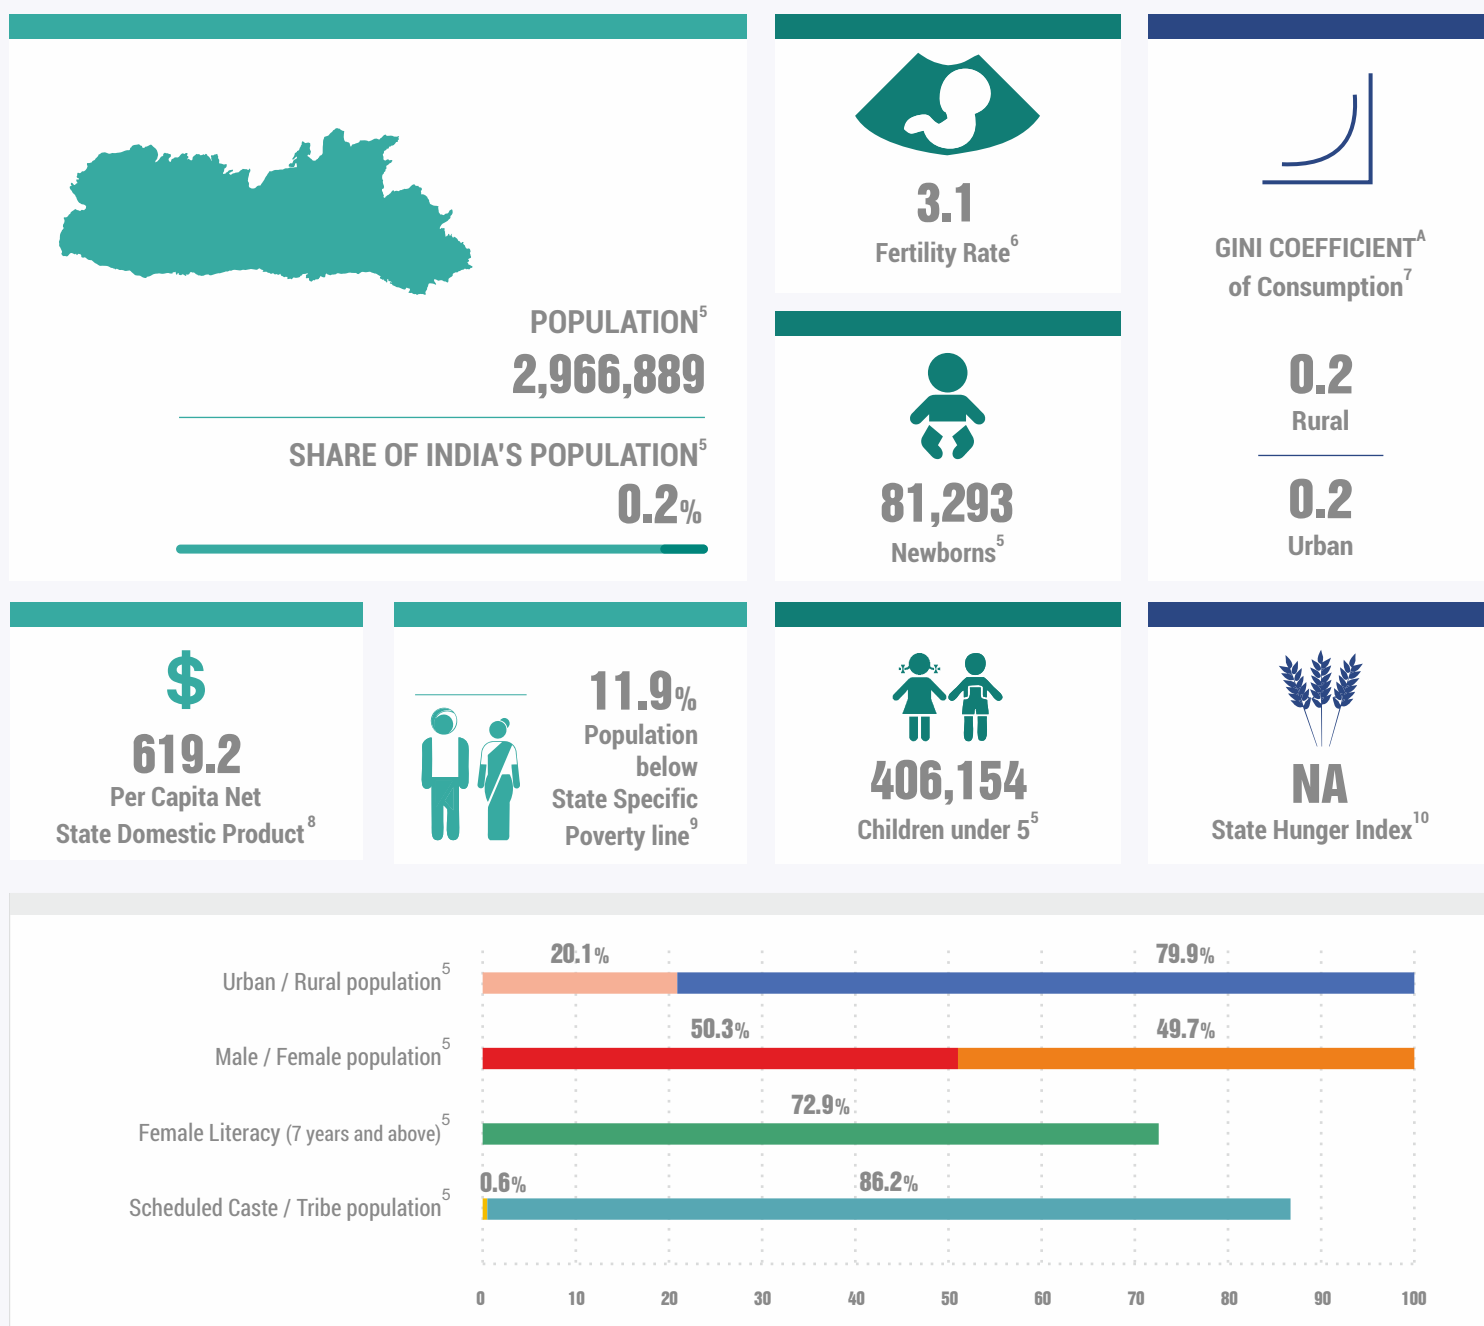 POPULATION5
2,966,889
SHARE OF INDIA'S POPULATION5
0.2%
3.1
Fertility Rate6
81,293
Newborns5
GINI COEFFICIENTA
of Consumption7
0.2
Rural
0.2
Urban
$
619.2
Per Capita Net
State Domestic Product8
11.9%
Population
below
State Specific
Poverty line9
406,154
Children under 55
NA
State Hunger Index10
20.1% 79.9%
Urban / Rural population5
50.3% 49.7%
Male / Female population5
72.9%
Female Literacy (7 years and above)5
0.6% 86.2%
Scheduled Caste / Tribe population5
0 10 20 30 40 50 60 70 80 90 100